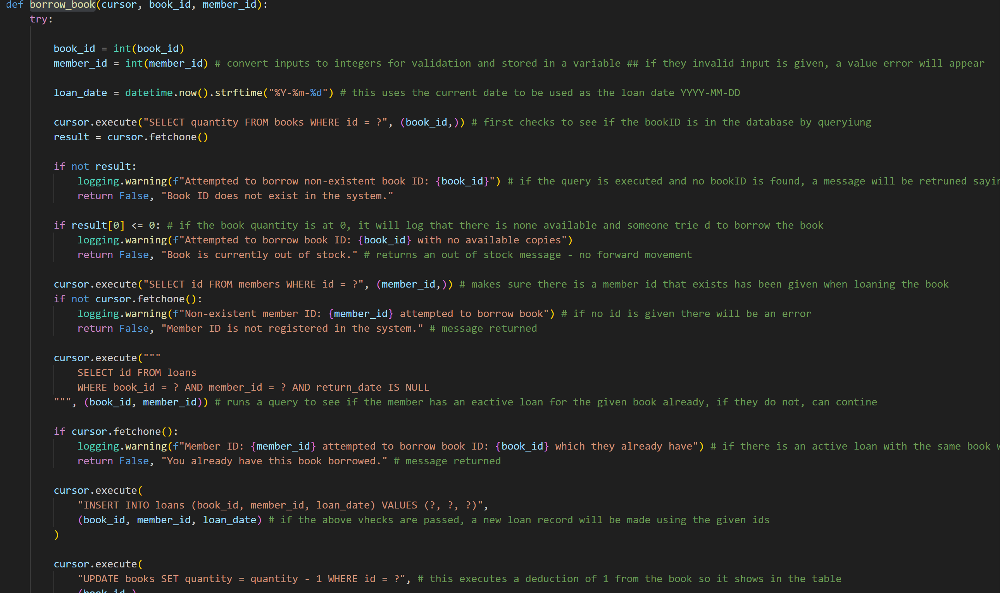 def borrow_book(cursor, book_id, member_id):
    try:

        book_id = int(book_id)
        member_id = int(member_id) # convert inputs to integers for validation and stored in a variable ## if they invalid input is given, a value error will appear

        loan_date = datetime.now().strftime("%Y-%m-%d") # this uses the current date to be used as the loan date YYYY-MM-DD

        cursor.execute("SELECT quantity FROM books WHERE id = ?", (book_id,)) # first checks to see if the bookID is in the database by queryiung
        result = cursor.fetchone()

        if not result:
            logging.warning(f"Attempted to borrow non-existent book ID: {book_id}") # if the query is executed and no bookID is found, a message will be retruned
            return False, "Book ID does not exist in the system."

        if result[0] <= 0: # if the book quantity is at 0, it will log that there is none available and someone trie d to borrow the book
            logging.warning(f"Attempted to borrow book ID: {book_id} with no available copies")
            return False, "Book is currently out of stock." # returns an out of stock message - no forward movement

        cursor.execute("SELECT id FROM members WHERE id = ?", (member_id,)) # makes sure there is a member id that exists has been given when loaning the book
        if not cursor.fetchone():
            logging.warning(f"Non-existent member ID: {member_id} attempted to borrow book") # if no id is given there will be an error
            return False, "Member ID is not registered in the system." # message returned

        cursor.execute("""
            SELECT id FROM loans
            WHERE book_id = ? AND member_id = ? AND return_date IS NULL
        """, (book_id, member_id)) # runs a query to see if the member has an eactive loan for the given book already, if they do not, can contine

        if cursor.fetchone():
            logging.warning(f"Member ID: {member_id} attempted to borrow book ID: {book_id} which they already have") # if there is an active loan with the same book
            return False, "You already have this book borrowed." # message returned

        cursor.execute(
            "INSERT INTO loans (book_id, member_id, loan_date) VALUES (?, ?, ?)",
            (book_id, member_id, loan_date) # if the above vhecks are passed, a new loan record will be made using the given ids
        )

        cursor.execute(
            "UPDATE books SET quantity = quantity - 1 WHERE id = ?", # this executes a deduction of 1 from the book so it shows in the table